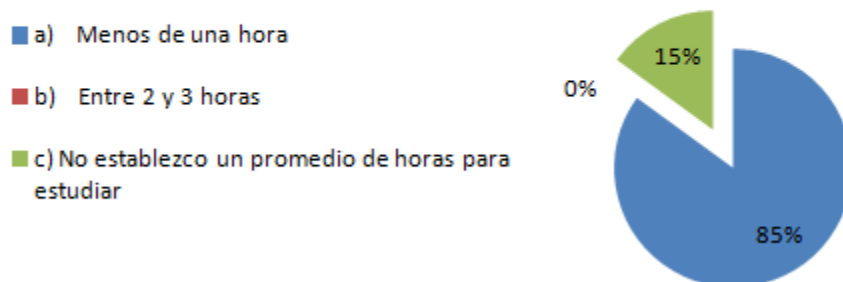 a) Menos de una hora
15%
0%
b) Entre 2 y 3 horas
c) No establezco un promedio de horas para
estudiar
85%